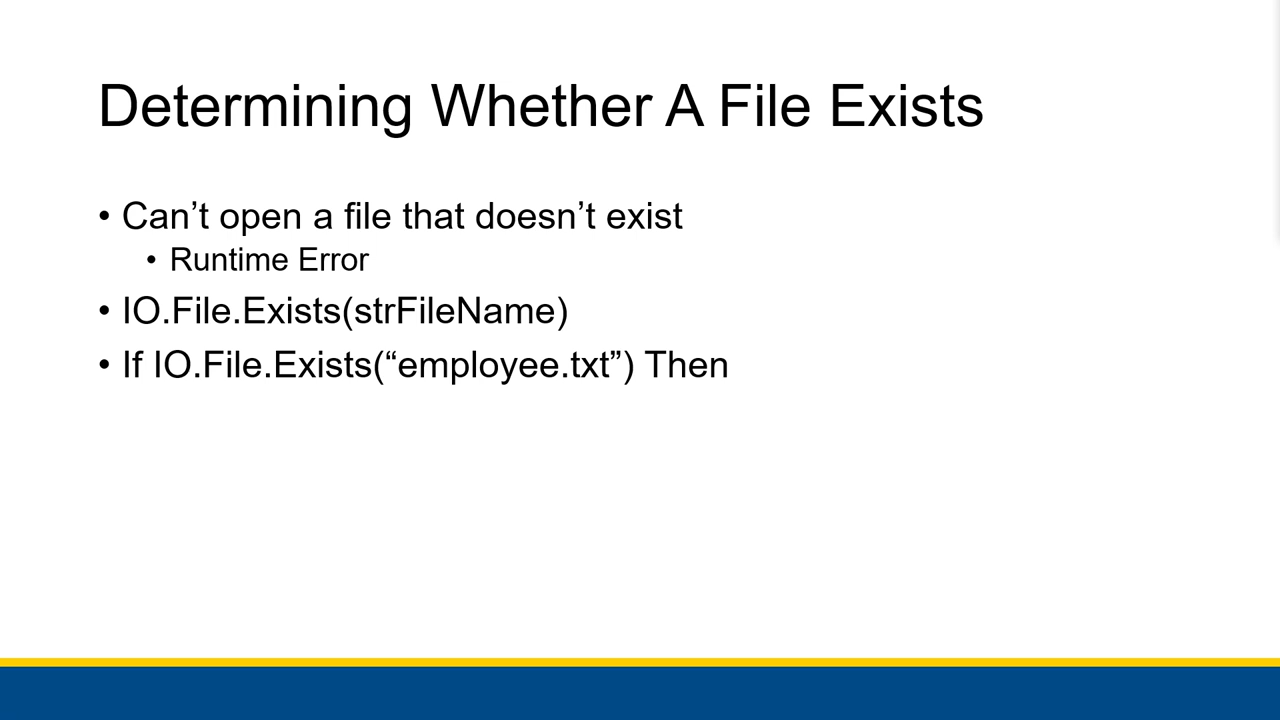 Determining Whether A File Exists
• Can’t open a file that doesn’t exist
• Runtime Error
• IO.File.Exists(strFileName)
• If IO.File.Exists(“employee.txt”) Then